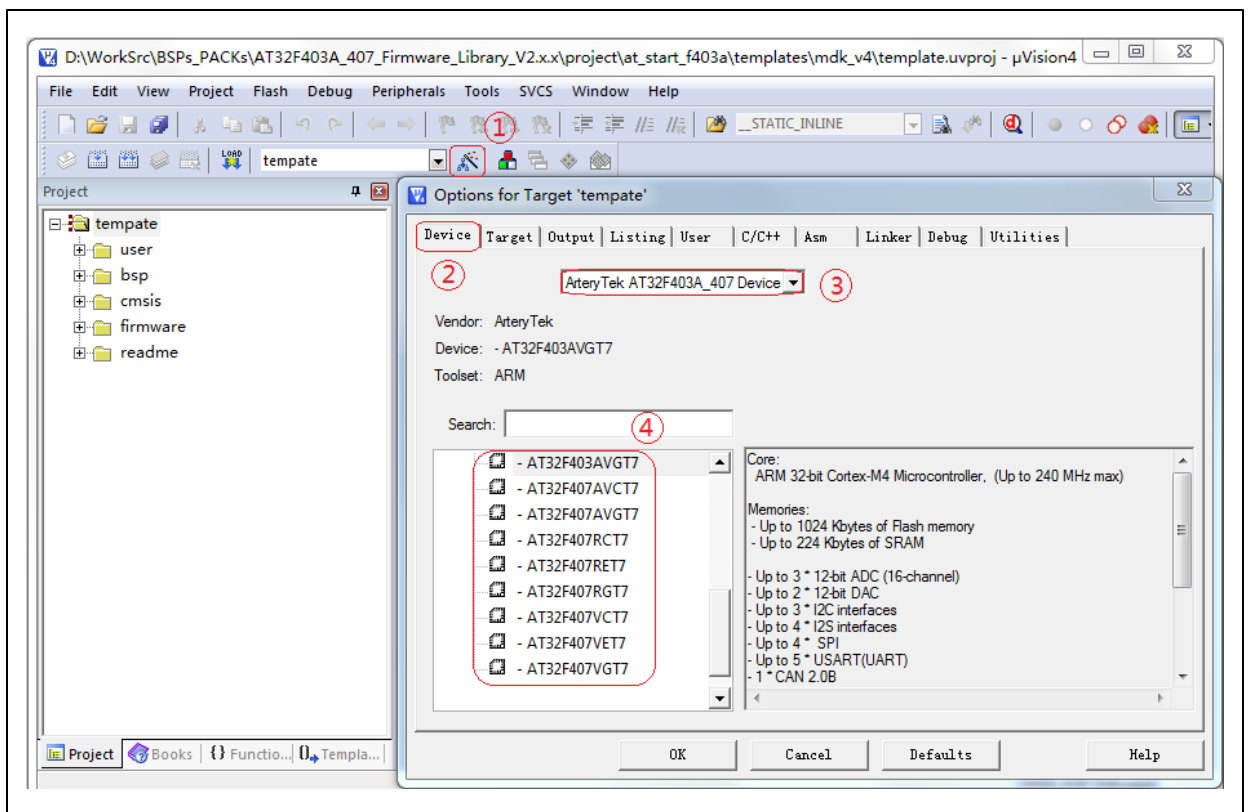 D:\WorkSrc\BSPs_PACKs\AT32F403A_407_Firmware_Library_V2.x.x\project\at_start_f403a\templates\mdk_v4\template.uvproj - µVision4
File Edit View Project Flash Debug Peripherals Tools SVCS Window Help
①
__STATIC_INLINE
LOAD
tempate
Project
tempate
user
bsp
cmsis
firmware
readme
Project Books Functio... Templa...
Options for Target 'tempate'
Device Target Output Listing User C/C++ Asm Linker Debug Utilities
②
ArteryTek AT32F403A_407 Device
③
Vendor: ArteryTek
Device: - AT32F403AVGT7
Toolset: ARM
Search:
④
- AT32F403AVGT7
- AT32F407AVCT7
- AT32F407AVGT7
- AT32F407RCT7
- AT32F407RET7
- AT32F407RGT7
- AT32F407VCT7
- AT32F407VET7
- AT32F407VGT7
Core:
ARM 32-bit Cortex-M4 Microcontroller, (Up to 240 MHz max)
Memories:
- Up to 1024 Kbytes of Flash memory
- Up to 224 Kbytes of SRAM
- Up to 3 * 12-bit ADC (16-channel)
- Up to 2 * 12-bit DAC
- Up to 3 * I2C interfaces
- Up to 4 * I2S interfaces
- Up to 4 * SPI
- Up to 5 * USART(UART)
- 1 * CAN 2.0B
OK Cancel Defaults Help